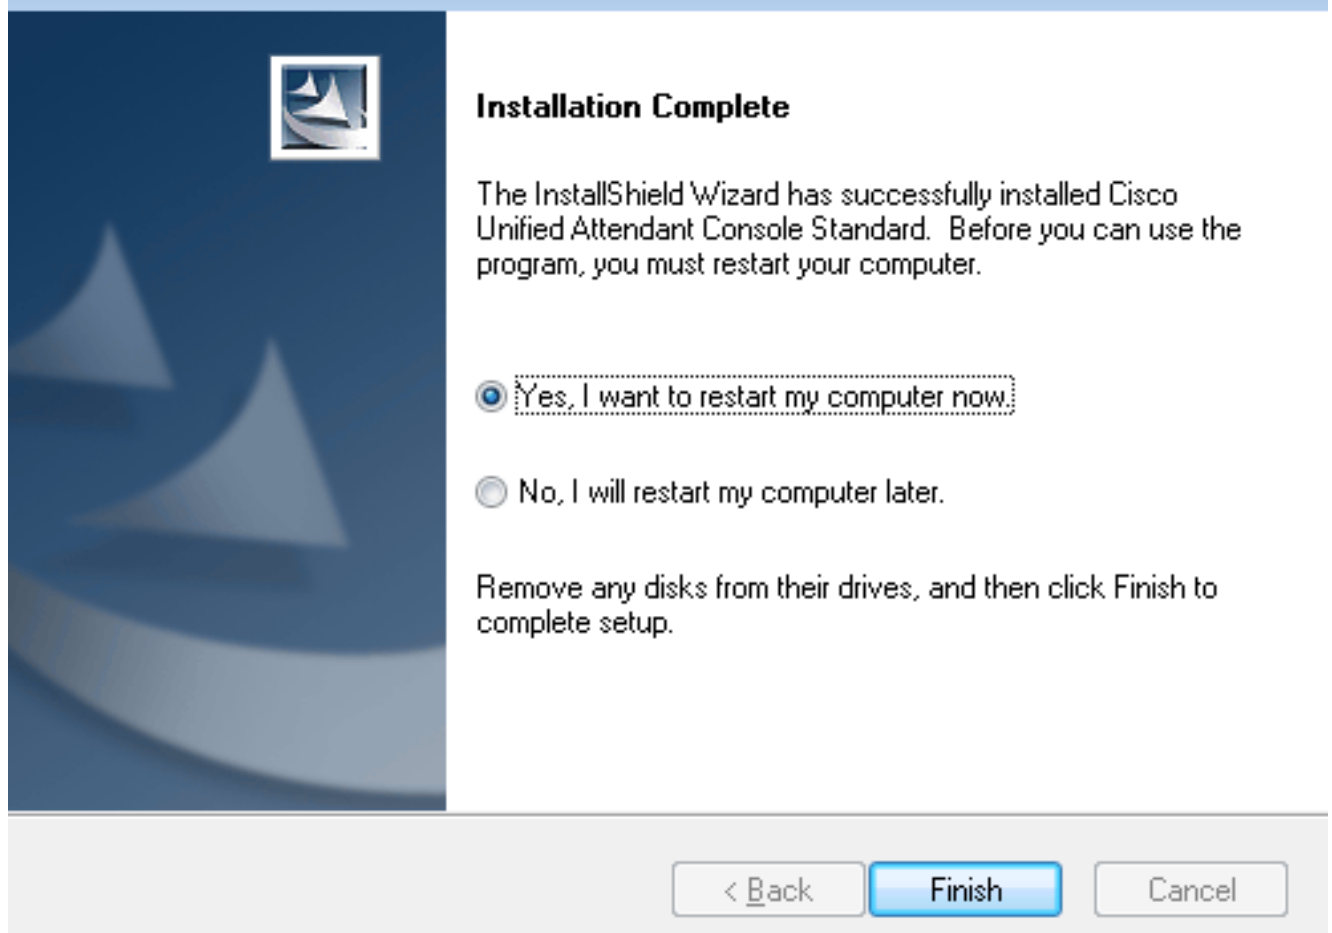 Installation Complete
The InstallShield Wizard has successfully installed Cisco
Unified Attendant Console Standard.  Before you can use the
program, you must restart your computer.
Yes, I want to restart my computer now.
No, I will restart my computer later.
Remove any disks from their drives, and then click Finish to
complete setup.
< Back
Finish
Cancel